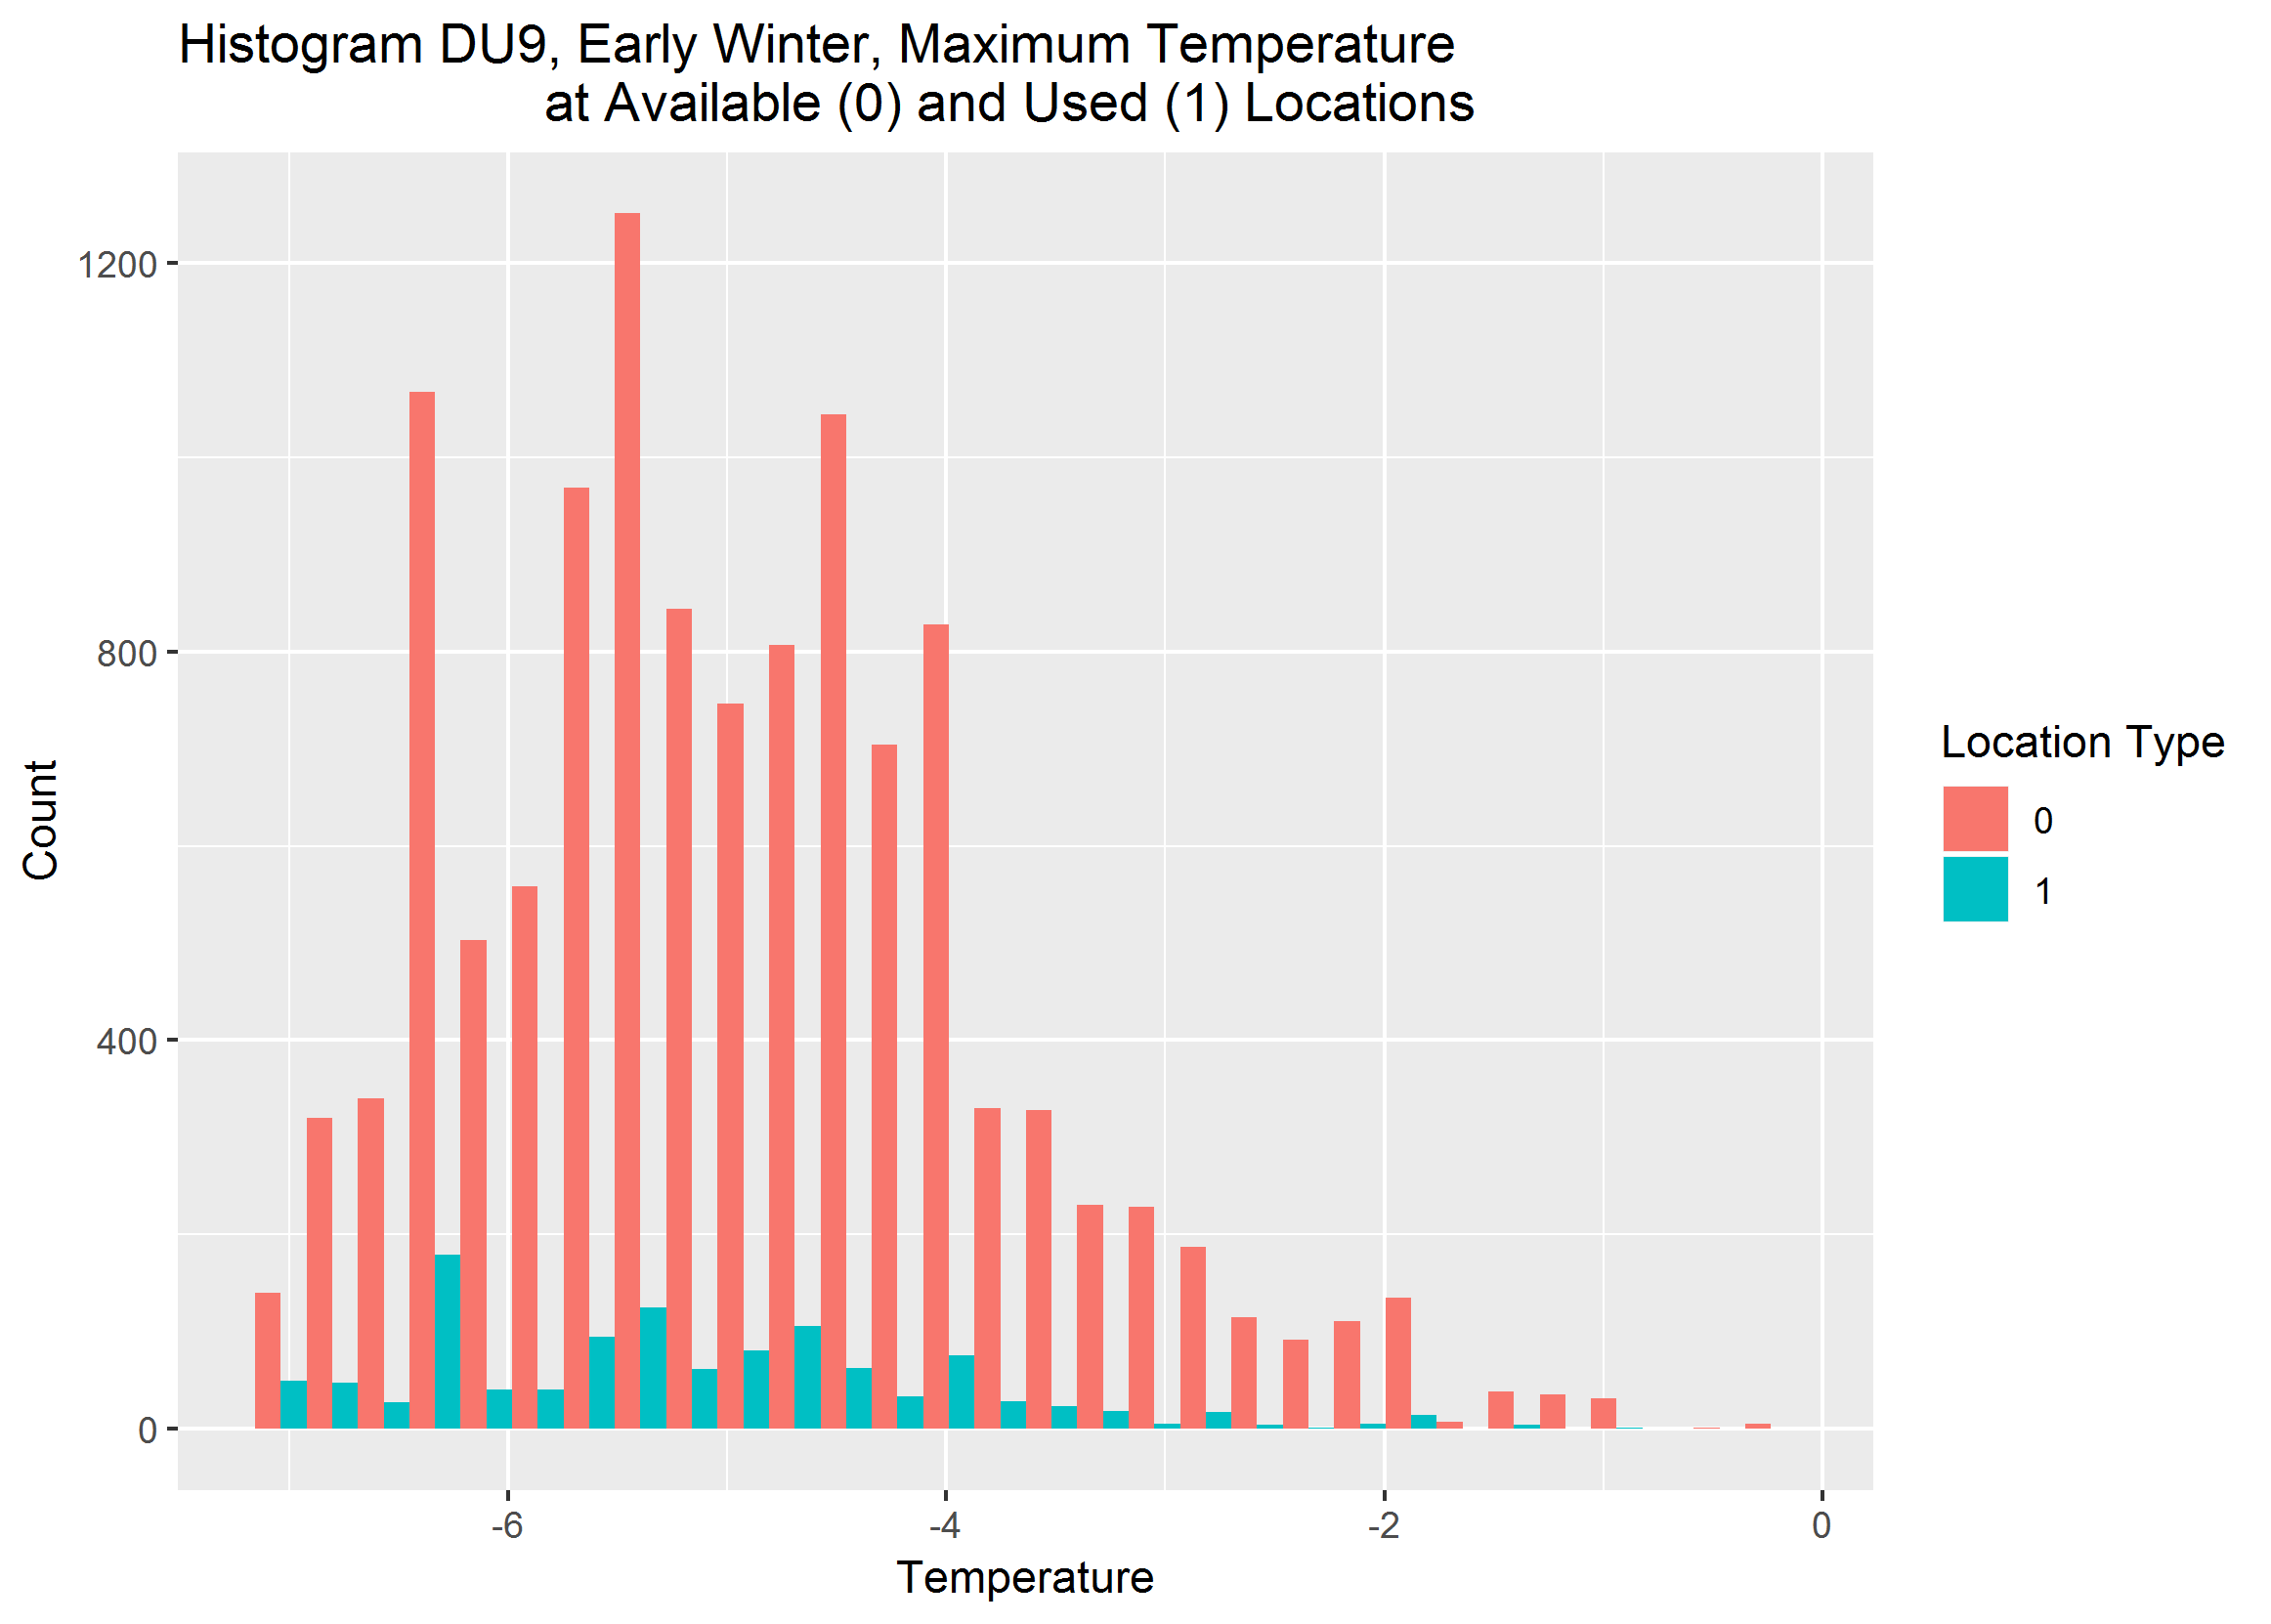 Histogram DU9, Early Winter, Maximum Temperature
at Available (0) and Used (1) Locations
1200
800
400
0
Count
-6
-4
-2
0
Temperature
Location Type
0
1